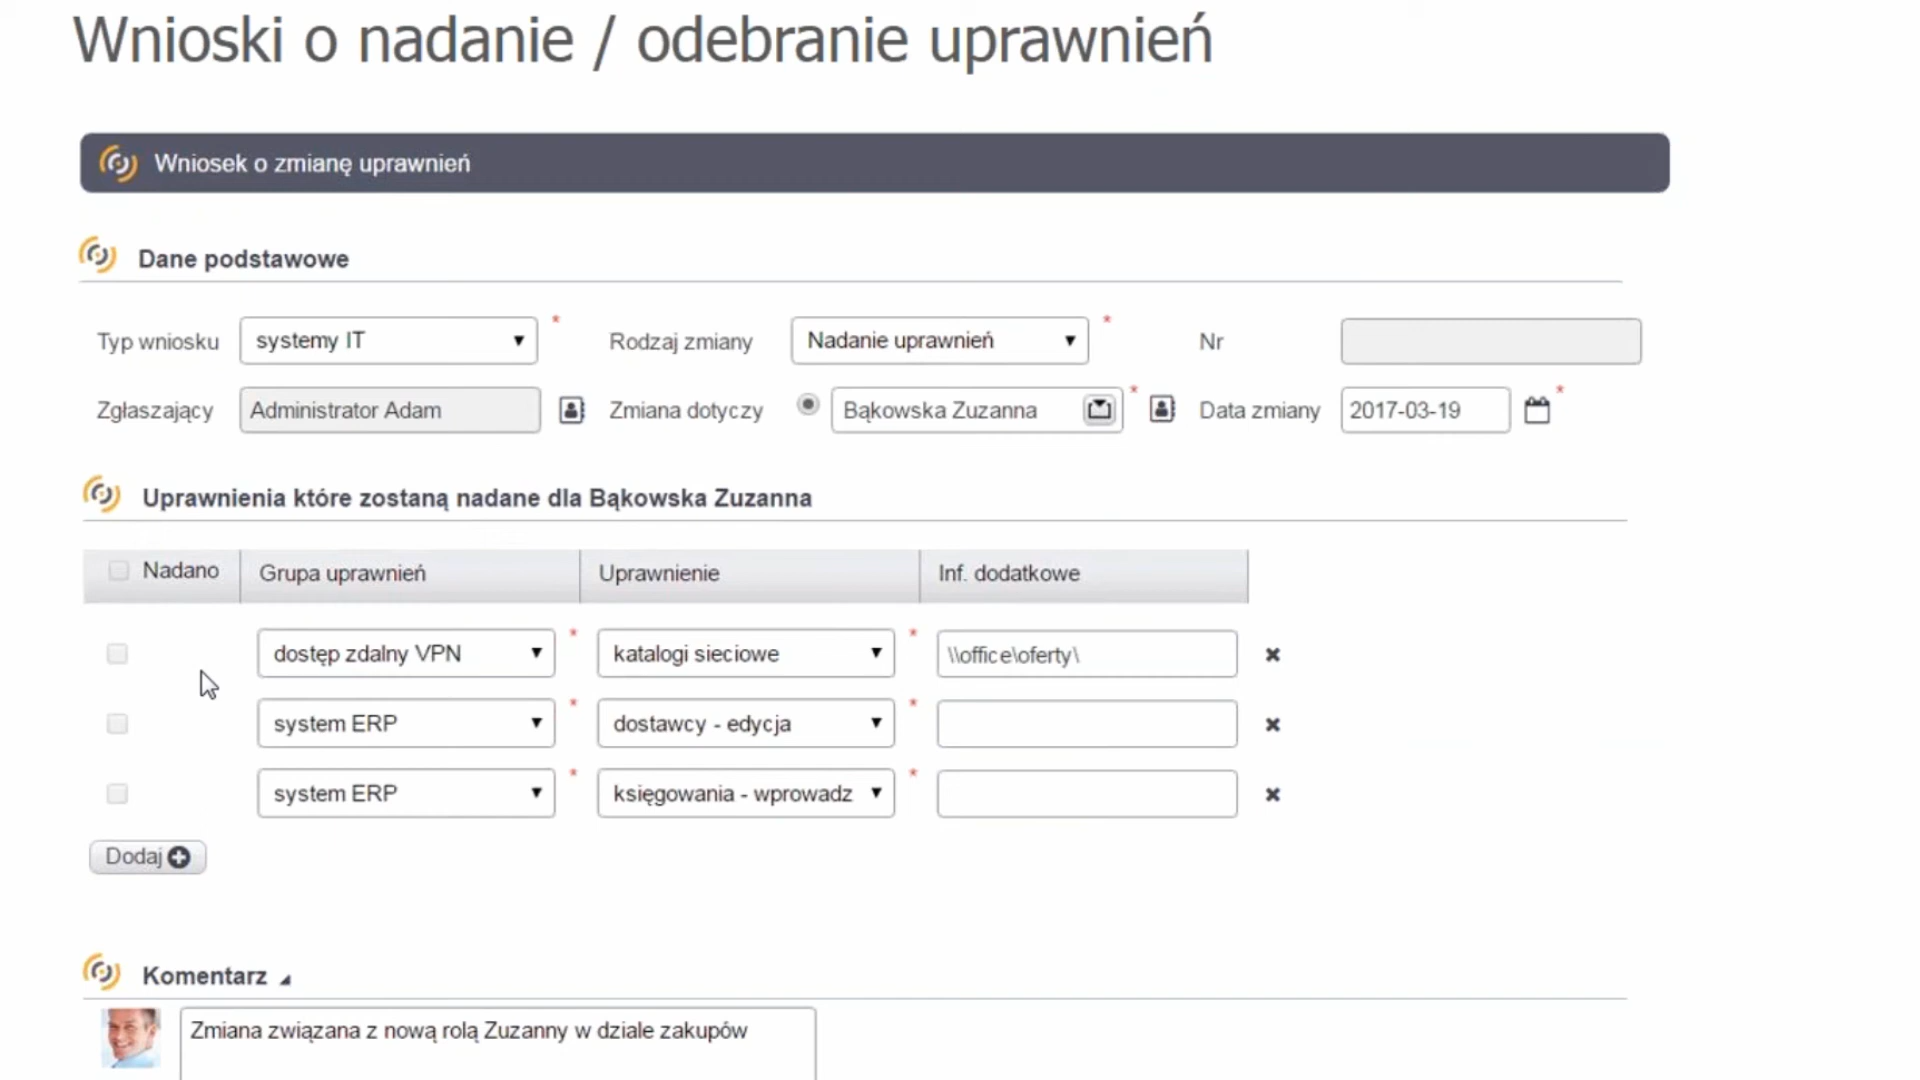 Wnioski o nadanie / odebranie uprawnień
Wniosek o zmianę uprawnień
Dane podstawowe
Typ wniosku systemy IT * Rodzaj zmiany Nadanie uprawnień * Nr
Zgłaszający Administrator Adam Zmiana dotyczy Bąkowska Zuzanna * Data zmiany 2017-03-19 *
Uprawnienia które zostaną nadane dla Bąkowska Zuzanna
Nadano Grupa uprawnień Uprawnienie Inf. dodatkowe
dostęp zdalny VPN * katalogi sieciowe * \\office\oferty\
system ERP * dostawcy - edycja *
system ERP * księgowania - wprowadz *
Dodaj
Komentarz
Zmiana związana z nową rolą Zuzanny w dziale zakupów